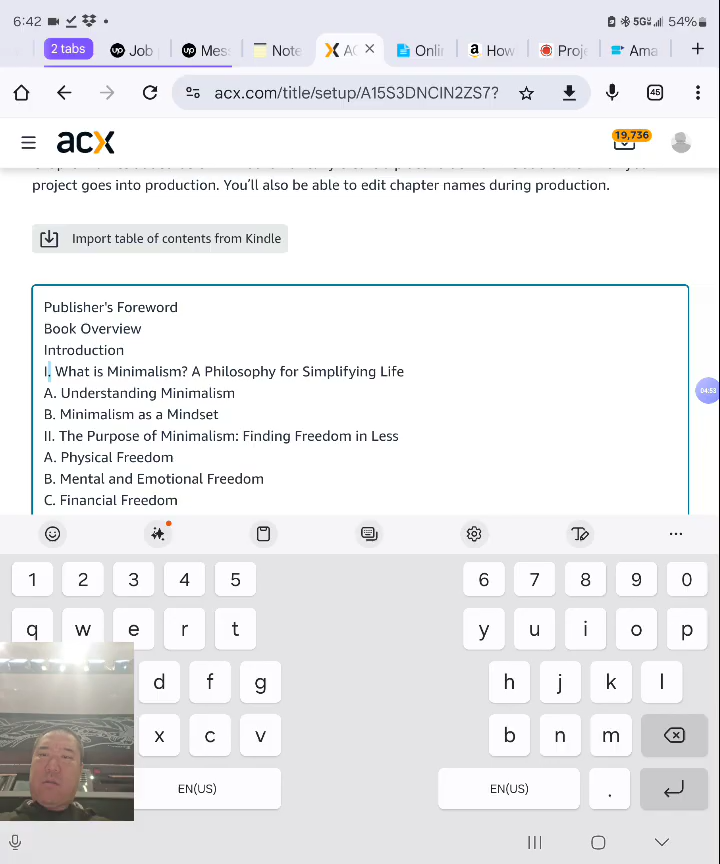 6:42 5G 54%
2 tabs Job Mes Note AC Onli How Proj Ama
acx.com/title/setup/A15S3DNCIN2ZS7? 45
acx 19,736
project goes into production. You'll also be able to edit chapter names during production.
Import table of contents from Kindle
Publisher's Foreword
Book Overview
Introduction
I. What is Minimalism? A Philosophy for Simplifying Life
A. Understanding Minimalism
B. Minimalism as a Mindset
II. The Purpose of Minimalism: Finding Freedom in Less
A. Physical Freedom
B. Mental and Emotional Freedom
C. Financial Freedom
04:53
1 2 3 4 5 6 7 8 9 0
q w e r t y u i o p
d f g h j k l
x c v b n m
EN(US) EN(US) .